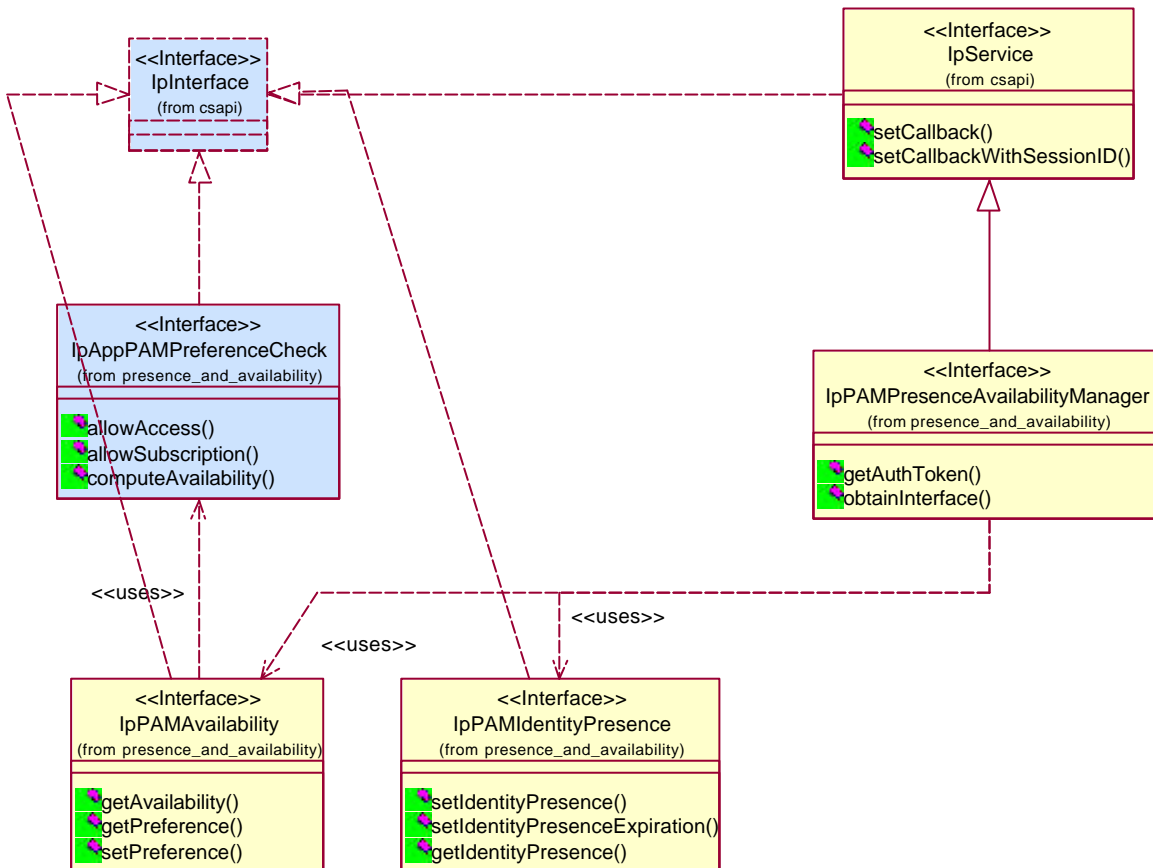 <<Interface>>
IpInterface
(from csapi)
<<Interface>>
IpService
(from csapi)
setCallback()
setCallbackWithSessionID()
<<Interface>>
IpAppPAMPreferenceCheck
(from presence_and_availability)
allowAccess()
allowSubscription()
computeAvailability()
<<Interface>>
IpPAMPresenceAvailabilityManager
(from presence_and_availability)
getAuthToken()
obtainInterface()
<<uses>>
<<uses>>
<<uses>>
<<Interface>>
IpPAMAvailability
(from presence_and_availability)
getAvailability()
getPreference()
setPreference()
<<Interface>>
IpPAMIdentityPresence
(from presence_and_availability)
setIdentityPresence()
setIdentityPresenceExpiration()
getIdentityPresence()